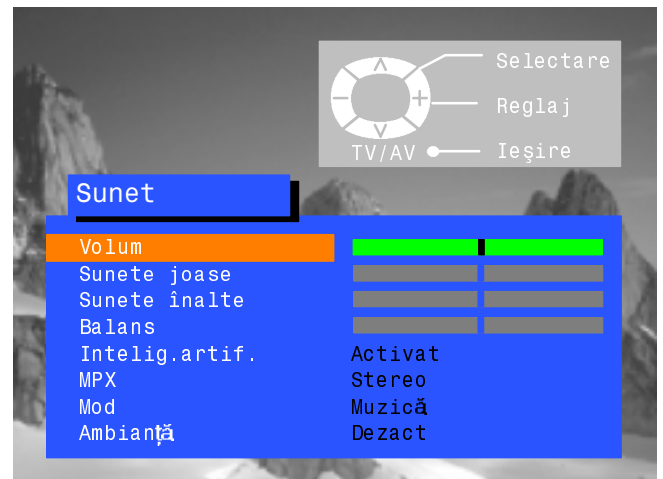 Selectare
Reglaj
TV/AV Ieşire
Sunet
Volum
Sunete joase
Sunete înalte
Balans
Intelig.artif. Activat
MPX Stereo
Mod Muzică
Ambianţă Dezact